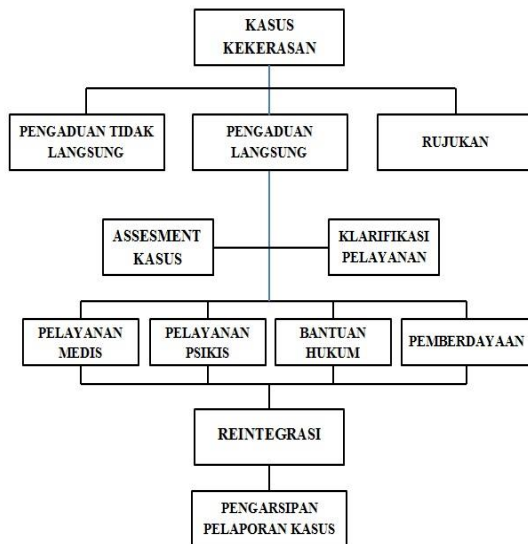 KASUS
KEKERASAN
PENGADUAN TIDAK
LANGSUNG
PENGADUAN
LANGSUNG
RUJUKAN
ASSESMENT
KASUS
KLARIFIKASI
PELAYANAN
PELAYANAN
MEDIS
PELAYANAN
PSIKIS
BANTUAN
HUKUM
PEMBERDAYAAN
REINTEGRASI
PENGARSIPAN
PELAPORAN KASUS